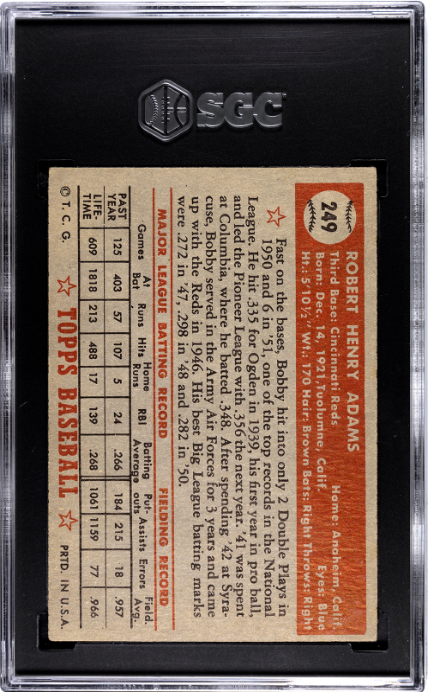 SGC
249
ROBERT HENRY ADAMS
Third Base: Cincinnati Reds Home: Anaheim, Calif.
Born: Dec. 14, 1921, Tuolumne, Calif. Eyes: Blue
Ht.: 5'10½" Wt.: 170 Hair: Brown Bats: Right Throws: Right
Fast on the bases, Bobby hit into only 2 Double Plays in
1950 and 6 in '51, one of the top records in the National
League. He hit .335 for Ogden in 1939, his first year in pro ball,
and led the Pioneer League with .356 the next year. '41 was spent
at Columbia, where he batted .348. After spending '42 at Syra-
cuse, Bobby served in the Army Air Forces for 3 years and came
up with the Reds in 1946. His best Big League batting marks
were .272 in '47, .298 in '48 and .282 in '50.
MAJOR LEAGUE BATTING RECORD FIELDING RECORD
Games At Bat Runs Hits Home Runs RBI Batting Average Put-outs Assists Errors Field. Avg.
PAST YEAR 125 403 57 107 5 24 .266 184 215 18 .957
LIFE-TIME 609 1818 213 488 17 139 .268 1061 1159 77 .966
© T. C. G. TOPPS BASEBALL PRTD. IN U.S.A.